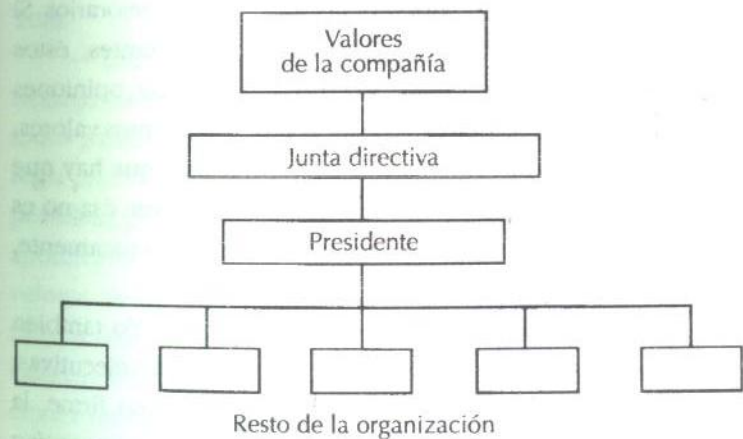 Valores
de la compañía
Junta directiva
Presidente
Resto de la organización